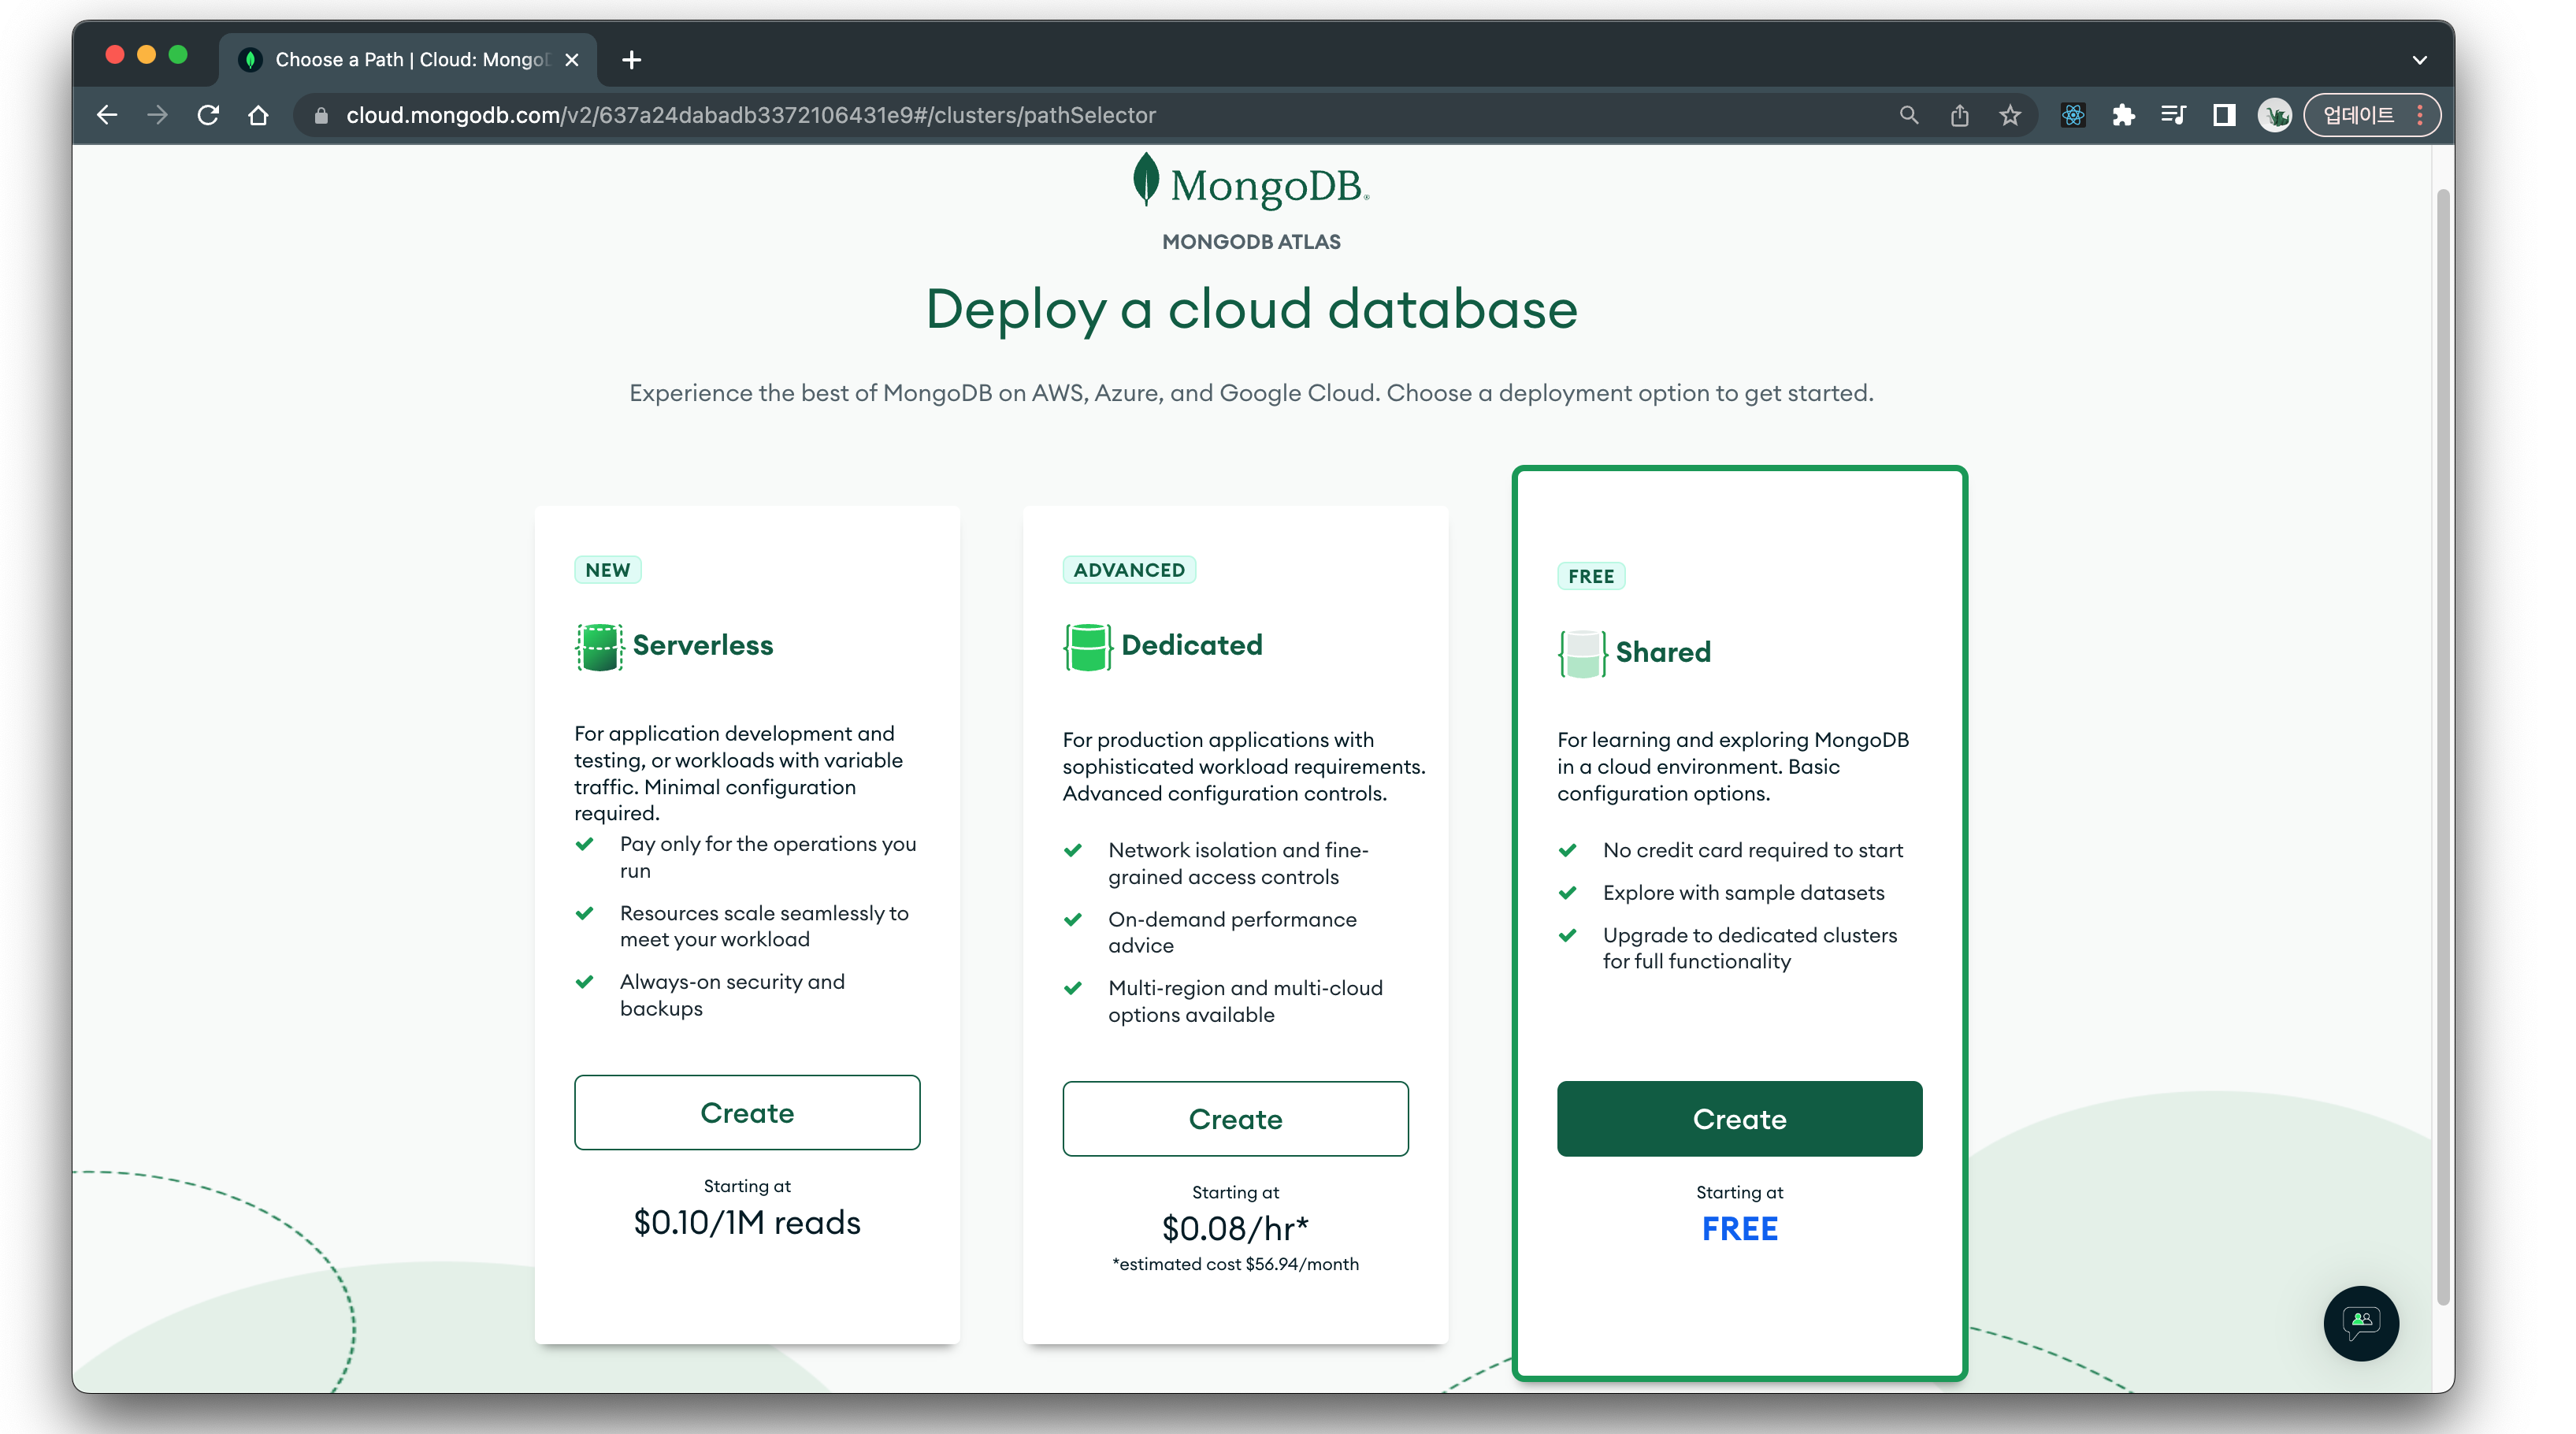 Choose a Path | Cloud: Mongo
cloud.mongodb.com/v2/637a24dabadb3372106431e9#/clusters/pathSelector
업데이트
MongoDB®
MONGODB ATLAS
Deploy a cloud database
Experience the best of MongoDB on AWS, Azure, and Google Cloud. Choose a deployment option to get started.
NEW
Serverless
For application development and
testing, or workloads with variable
traffic. Minimal configuration
required.
Pay only for the operations you
run
Resources scale seamlessly to
meet your workload
Always-on security and
backups
Create
Starting at
$0.10/1M reads
ADVANCED
Dedicated
For production applications with
sophisticated workload requirements.
Advanced configuration controls.
Network isolation and fine-
grained access controls
On-demand performance
advice
Multi-region and multi-cloud
options available
Create
Starting at
$0.08/hr*
*estimated cost $56.94/month
FREE
Shared
For learning and exploring MongoDB
in a cloud environment. Basic
configuration options.
No credit card required to start
Explore with sample datasets
Upgrade to dedicated clusters
for full functionality
Create
Starting at
FREE